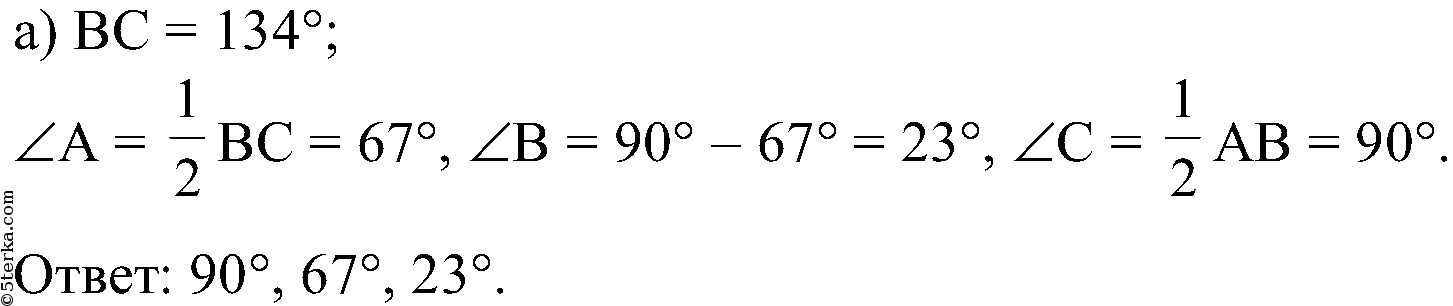 а) BC = 134°;
∠A = 1/2 BC = 67°, ∠B = 90° – 67° = 23°, ∠C = 1/2 AB = 90°.
Ответ: 90°, 67°, 23°.
©5terka.com